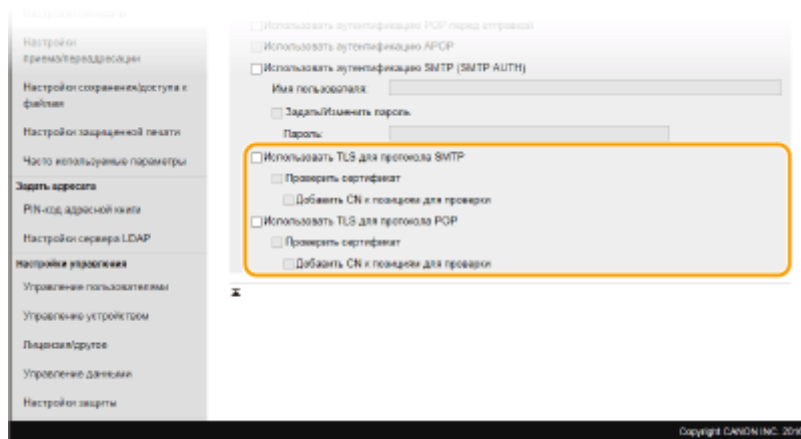 Настройки
приема/переадресации
Настройки сохранения/доступа к
файлам
Настройки защищенной печати
Часто используемые параметры
Задать адресата
PIN-код адресной книги
Настройки сервера LDAP
Настройки управления
Управление пользователями
Управление устройством
Лицензия/другое
Управление данными
Настройки защиты
Использовать аутентификацию POP перед отправкой
Использовать аутентификацию APOP
Использовать аутентификацию SMTP (SMTP AUTH)
Имя пользователя:
Задать/Изменить пароль
Пароль:
Использовать TLS для протокола SMTP
Проверить сертификат
Добавить CN к позициям для проверки
Использовать TLS для протокола POP
Проверить сертификат
Добавить CN к позициям для проверки
Copyright CANON INC.